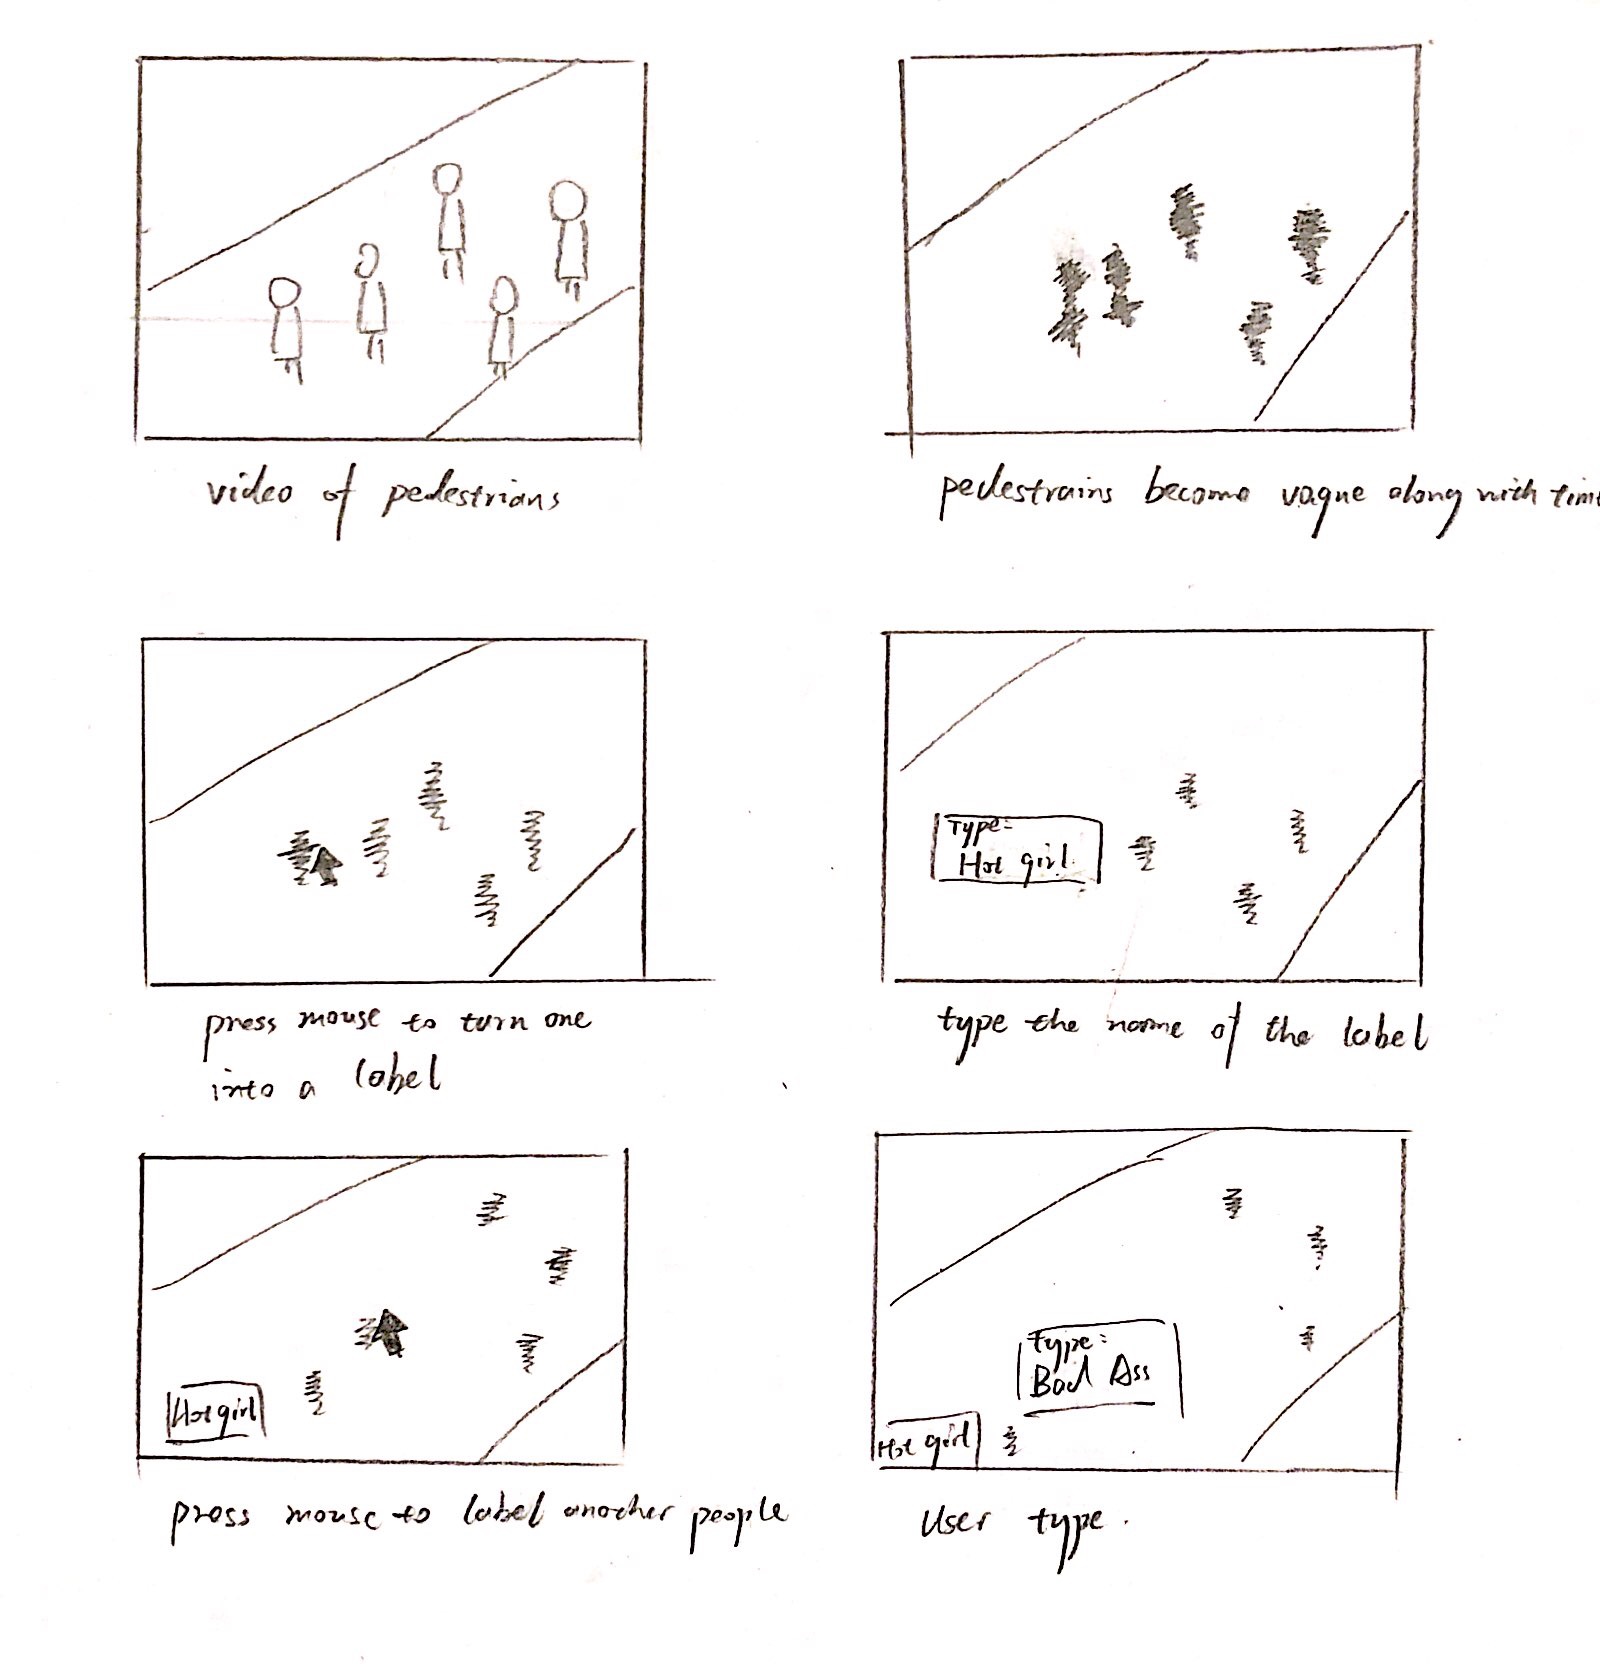 video of pedestrians
pedestrains become vague along with time
press mouse to turn one
into a label
Type:
Hot girl
type the name of the label
Hot girl
press mouse to label another people
Type:
Bad Ass
Hot girl
User type.